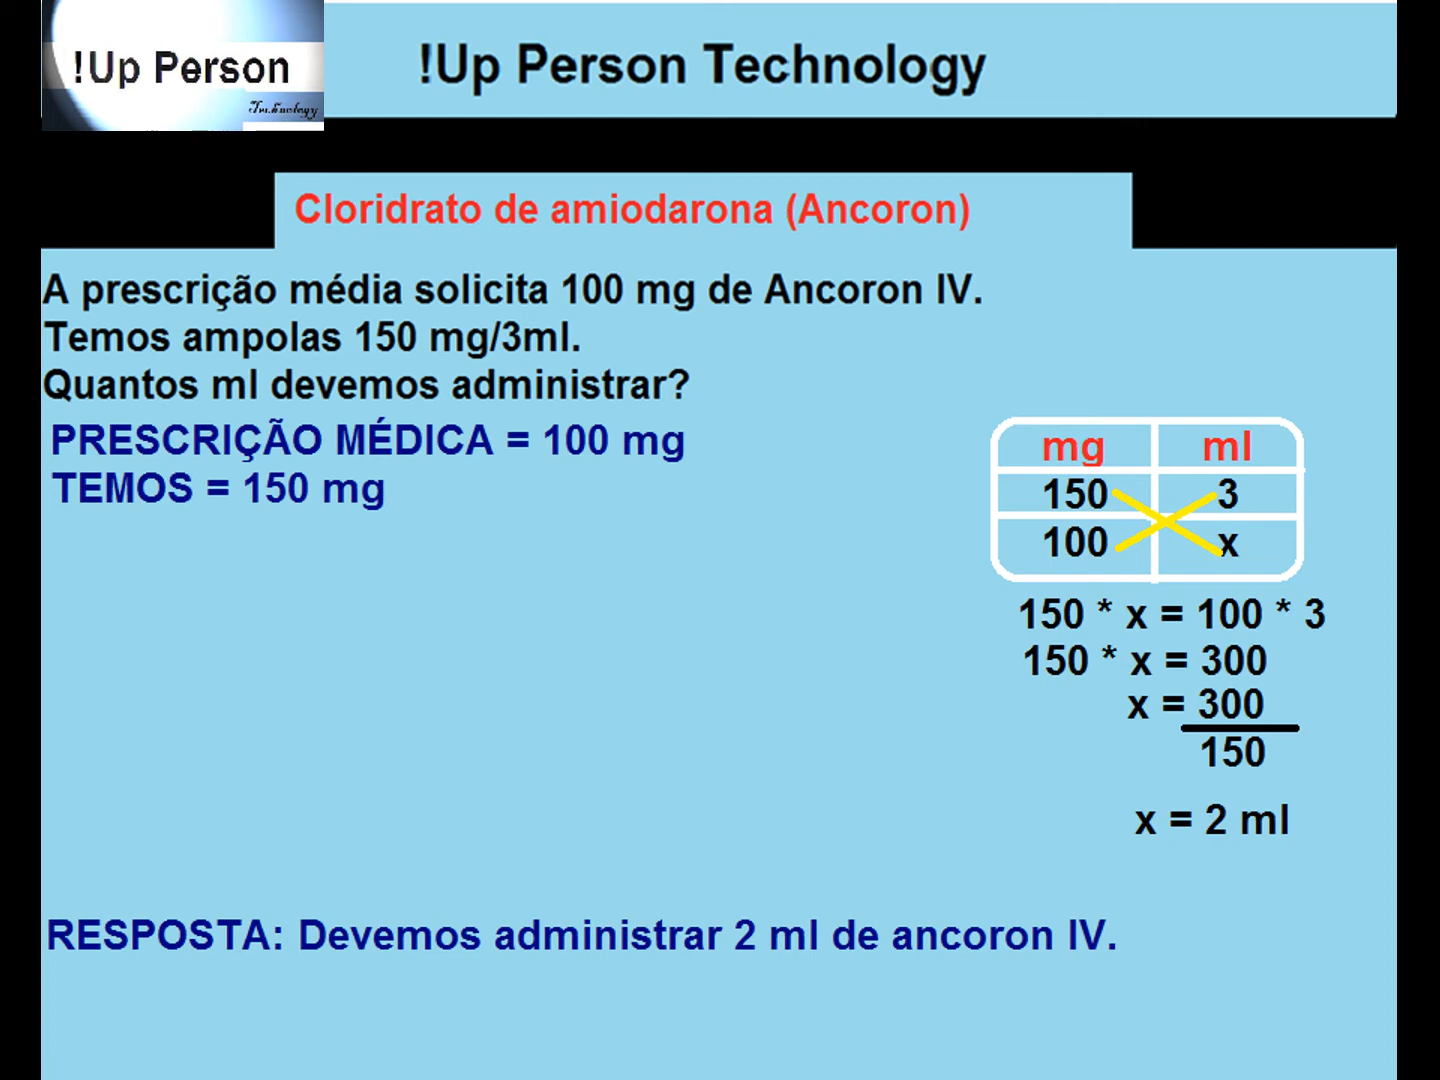 !Up Person
Technology
!Up Person Technology
Cloridrato de amiodarona (Ancoron)
A prescrição média solicita 100 mg de Ancoron IV.
Temos ampolas 150 mg/3ml.
Quantos ml devemos administrar?
PRESCRIÇÃO MÉDICA = 100 mg
TEMOS = 150 mg
mg ml
150 3
100 x
150 * x = 100 * 3
150 * x = 300
x = 300
150
x = 2 ml
RESPOSTA: Devemos administrar 2 ml de ancoron IV.